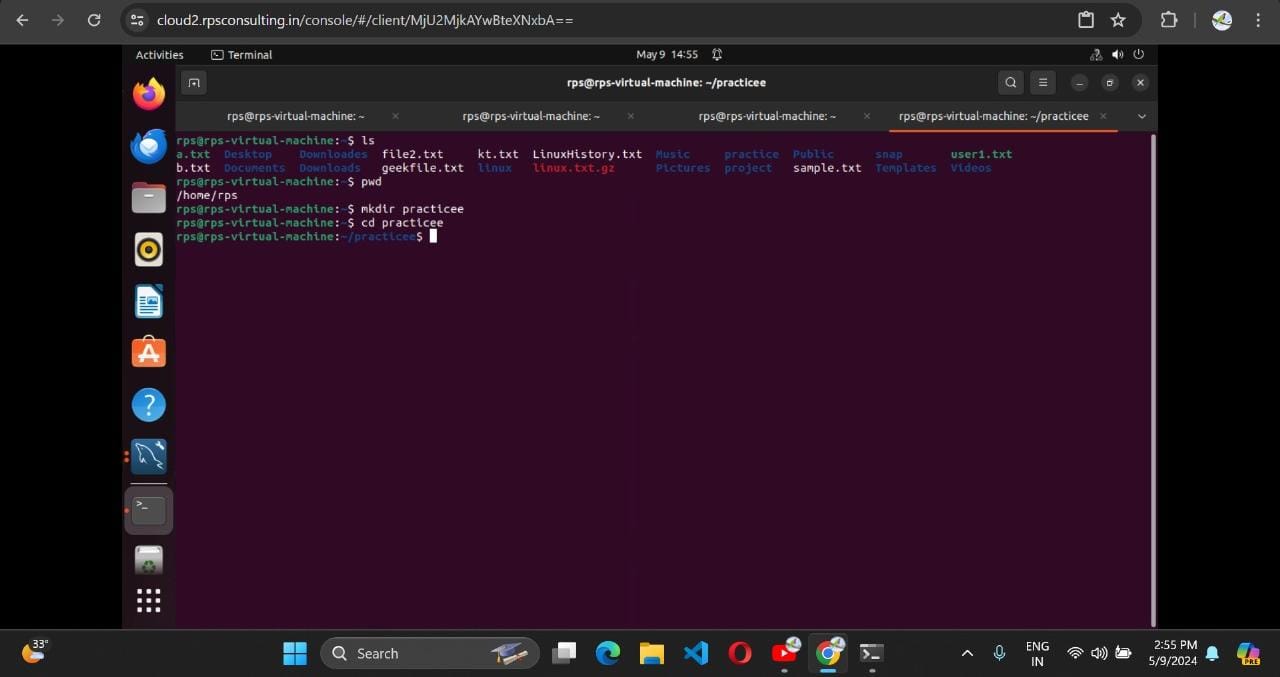 cloud2.rpsconsulting.in/console/#/client/MjU2MjkAYwBteXNxbA==
Activities Terminal May 9 14:55
rps@rps-virtual-machine: ~/practicee
rps@rps-virtual-machine: ~ rps@rps-virtual-machine: ~ rps@rps-virtual-machine: ~ rps@rps-virtual-machine: ~/practicee
rps@rps-virtual-machine:~$ ls
a.txt Desktop Downloades file2.txt kt.txt LinuxHistory.txt Music practice Public snap user1.txt
b.txt Documents Downloads geekfile.txt linux linux.txt.gz Pictures project sample.txt Templates Videos
rps@rps-virtual-machine:~$ pwd
/home/rps
rps@rps-virtual-machine:~$ mkdir practicee
rps@rps-virtual-machine:~$ cd practicee
rps@rps-virtual-machine:~/practicee$
33°
Search
ENG
IN
2:55 PM
5/9/2024
PRE